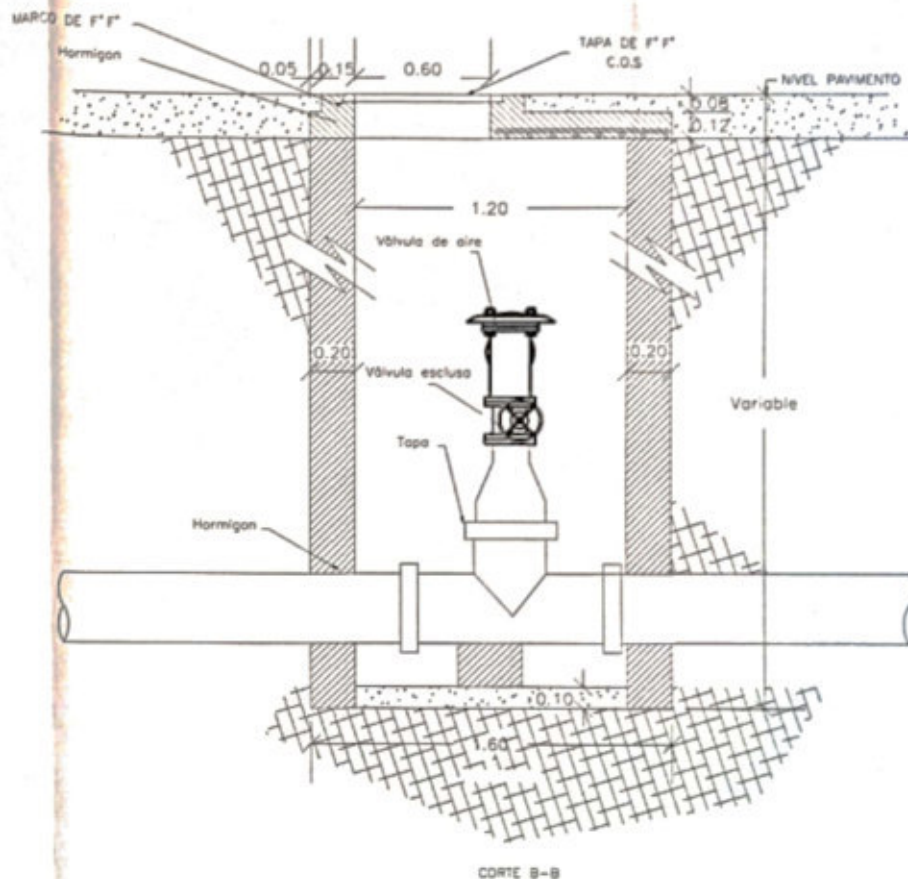 MARCO DE F°F°
Hormigon
0.05
0.15
0.60
TAPA DE F°F°
C.O.S
NIVEL PAVIMENTO
0.08
0.12
1.20
Válvula de aire
0.20
0.20
Válvula esclusa
Variable
Tapa
Hormigon
0.10
1.60
CORTE B-B